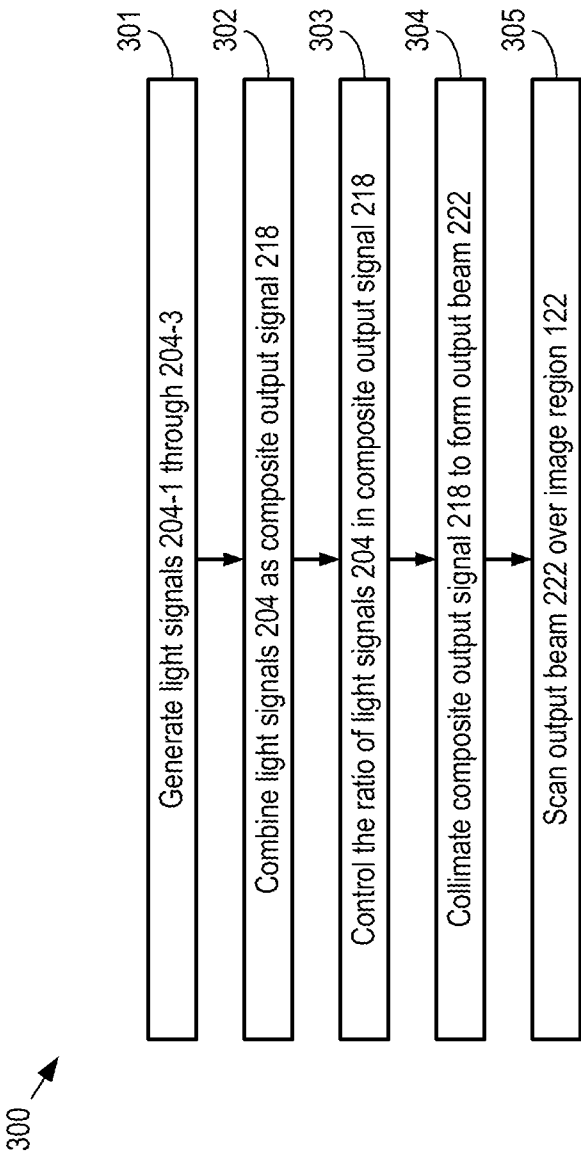 300
Generate light signals 204-1 through 204-3
301
Combine light signals 204 as composite output signal 218
302
Control the ratio of light signals 204 in composite output signal 218
303
Collimate composite output signal 218 to form output beam 222
304
Scan output beam 222 over image region 122
305